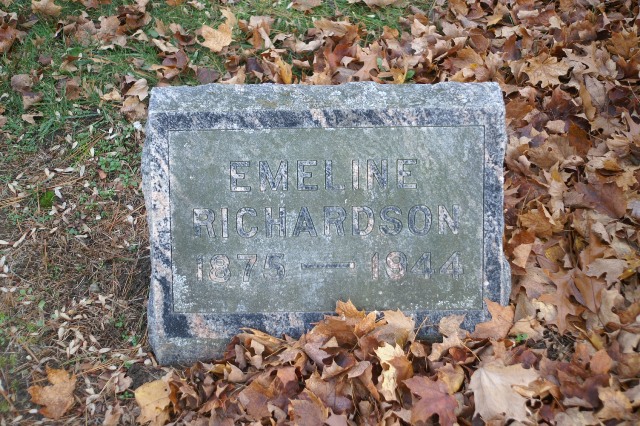 EMELINE
RICHARDSON
1875 — 1944